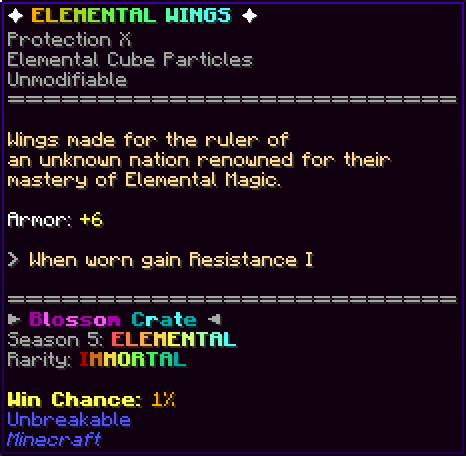 ✦ ELEMENTAL WINGS ✦
Protection X
Elemental Cube Particles
Unmodifiable
==============================
Wings made for the ruler of
an unknown nation renowned for their
mastery of Elemental Magic.
Armor: +6
> When worn gain Resistance I
==============================
► Blossom Crate ◄
Season 5: ELEMENTAL
Rarity: IMMORTAL
Win Chance: 1%
Unbreakable
Minecraft